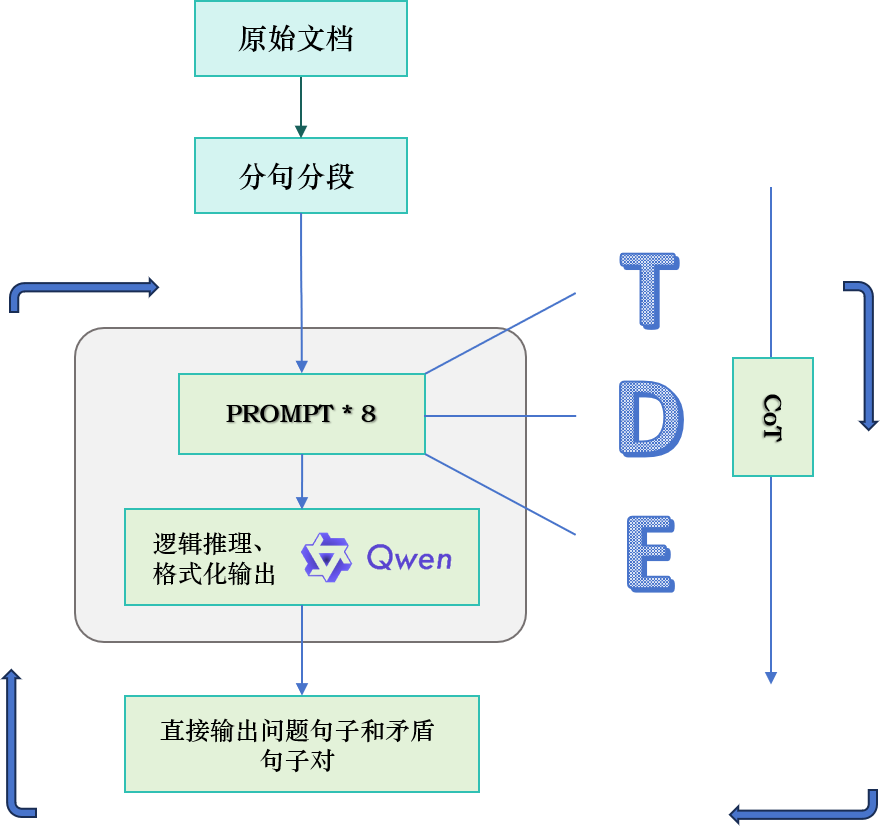 原始文档
分句分段
T
PROMPT * 8
D
CoT
逻辑推理、
格式化输出
Qwen
E
直接输出问题句子和矛盾
句子对